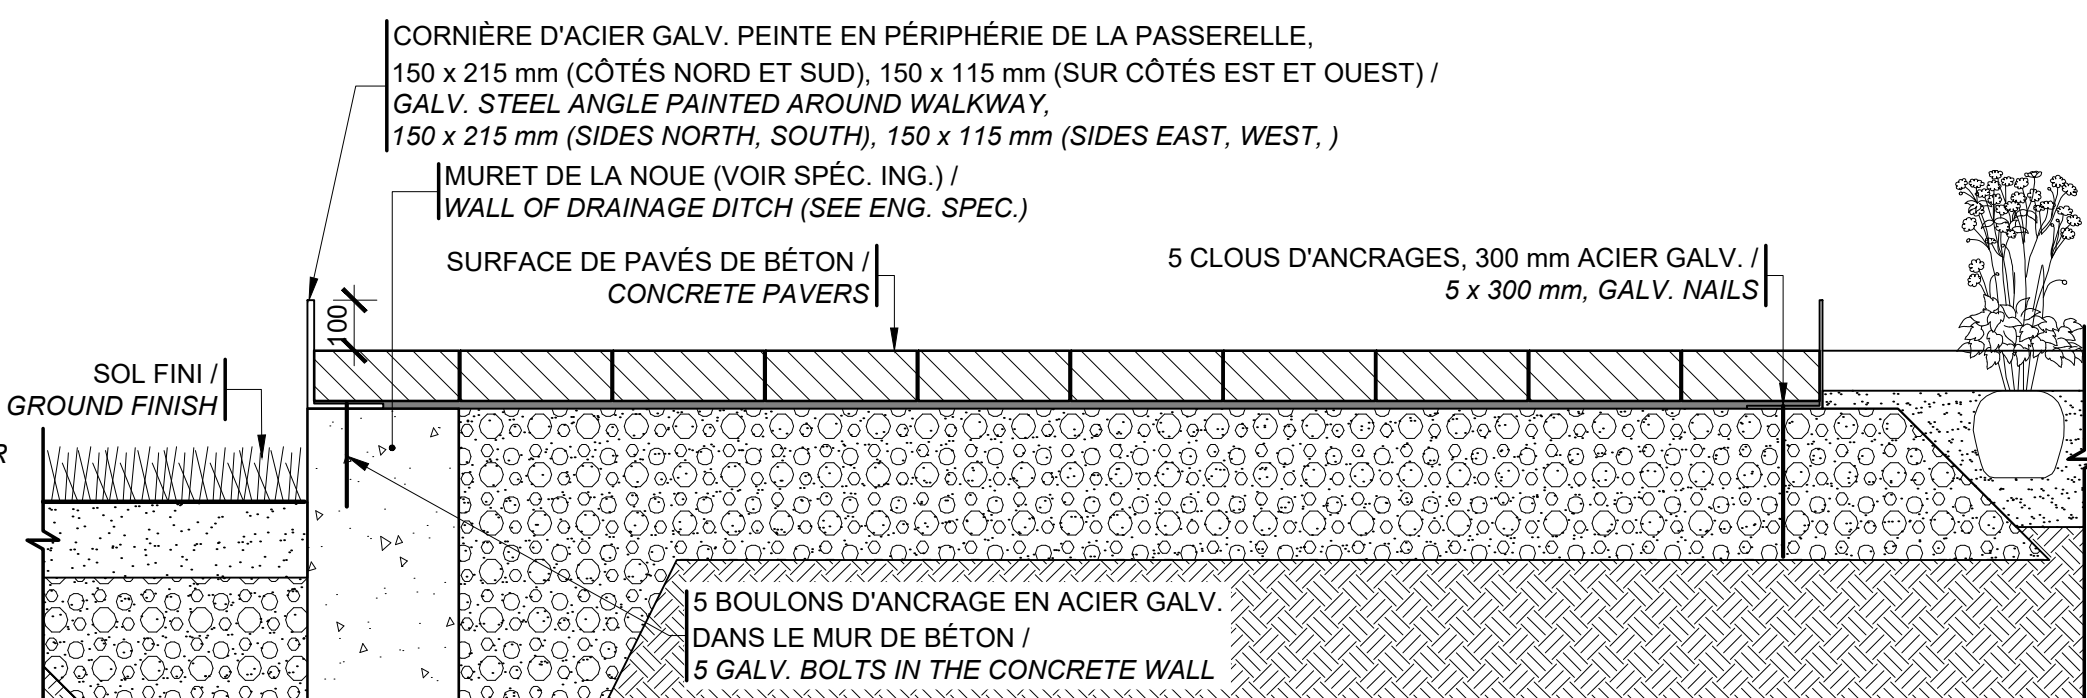 CORNIÈRE D'ACIER GALV. PEINTE EN PÉRIPHÉRIE DE LA PASSERELLE,
150 x 215 mm (CÔTÉS NORD ET SUD), 150 x 115 mm (SUR CÔTÉS EST ET OUEST) /
GALV. STEEL ANGLE PAINTED AROUND WALKWAY,
150 x 215 mm (SIDES NORTH, SOUTH), 150 x 115 mm (SIDES EAST, WEST, )
MURET DE LA NOUE (VOIR SPÉC. ING.) /
WALL OF DRAINAGE DITCH (SEE ENG. SPEC.)
SURFACE DE PAVÉS DE BÉTON /
CONCRETE PAVERS
5 CLOUS D'ANCRAGES, 300 mm ACIER GALV. /
5 x 300 mm, GALV. NAILS
100
SOL FINI /
GROUND FINISH
R
5 BOULONS D'ANCRAGE EN ACIER GALV.
DANS LE MUR DE BÉTON /
5 GALV. BOLTS IN THE CONCRETE WALL